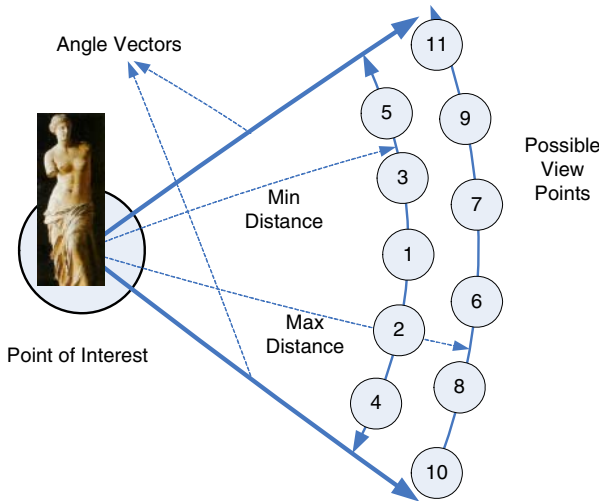 Angle Vectors
11
5
9
Possible
View
Points
3
Min
Distance
7
1
6
Max
Distance
2
Point of Interest
8
4
10